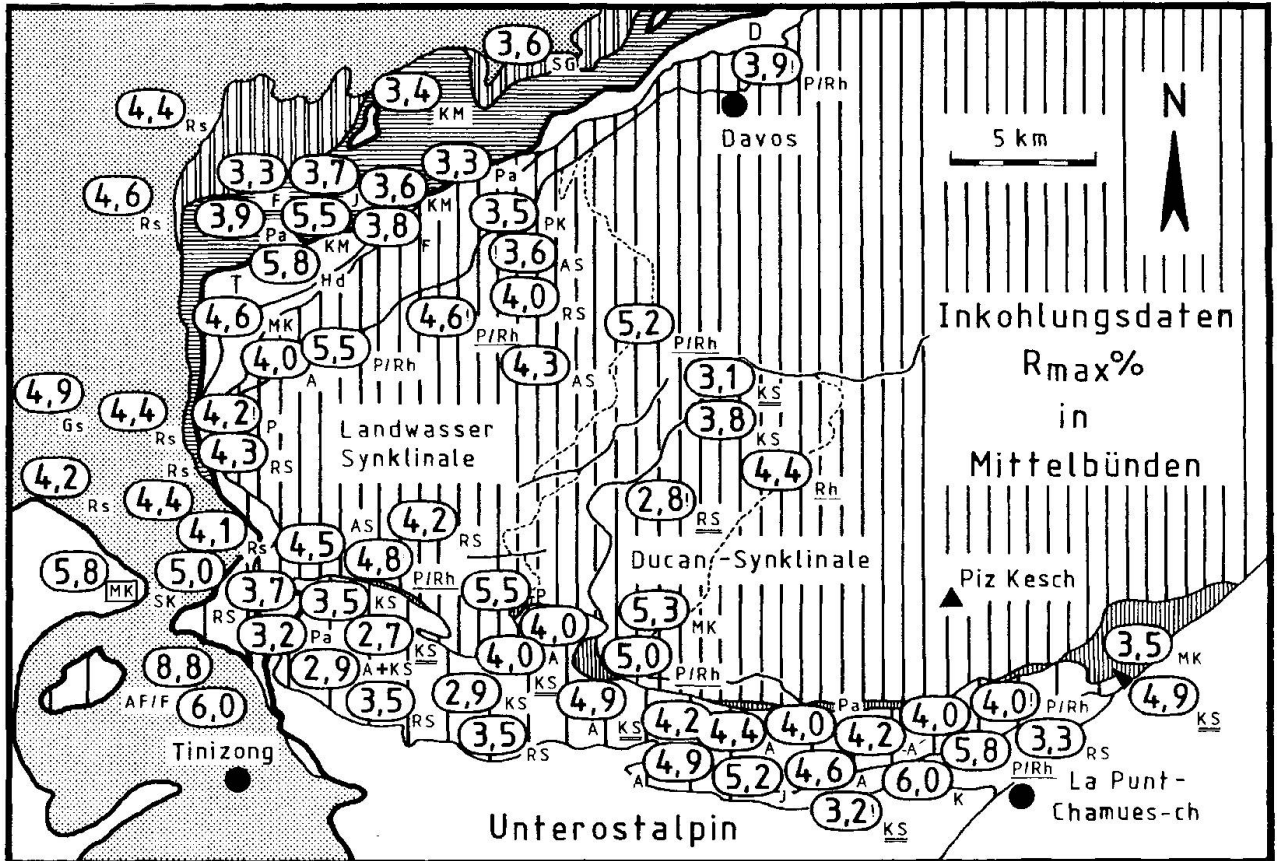 3,6
SG
D
3,9!
P/Rh
Davos
N
5 km
4,4
Rs
3,4
KM
3,3
F
3,7
J
3,6
KM
3,3
Pa
4,6
Rs
3,9
Pa
5,5
KM
3,8
F
3,5
PK
5,8
Hd
!3,6
AS
T
4,6
MK
4,0
RS
4,6!
P/Rh
5,2
P/Rh
Inkohlungsdaten
Rmax%
in
Mittelbünden
4,0
A
5,5
P/Rh
4,3
AS
3,1
KS
4,9
Gs
4,4
Rs
4,2!
P
3,8
KS
4,3
RS
Landwasser
Synklinale
4,4
Rh
4,2
Rs
4,4
Rs
2,8!
RS
4,1
Rs
4,5
AS
4,8
P/Rh
4,2
RS
Ducan-Synklinale
5,8
MK
5,0
SK
3,7
RS
3,5
KS
5,5
P
5,3
MK
Piz Kesch
3,2
Pa
2,7
KS
4,0
A
3,5
MK
8,8
AF/F
6,0
2,9
A+KS
4,0
KS
5,0
P/Rh
4,9
KS
3,5
RS
2,9
KS
4,9
A
4,2
KS
4,4
A
4,0
Pa
4,2
A
4,0
4,0!
P/Rh
3,5
RS
5,8
P/Rh
3,3
RS
Tinizong
4,9
A
5,2
J
4,6
A
6,0
K
3,2!
KS
La Punt-
Chamues-ch
Unterostalpin